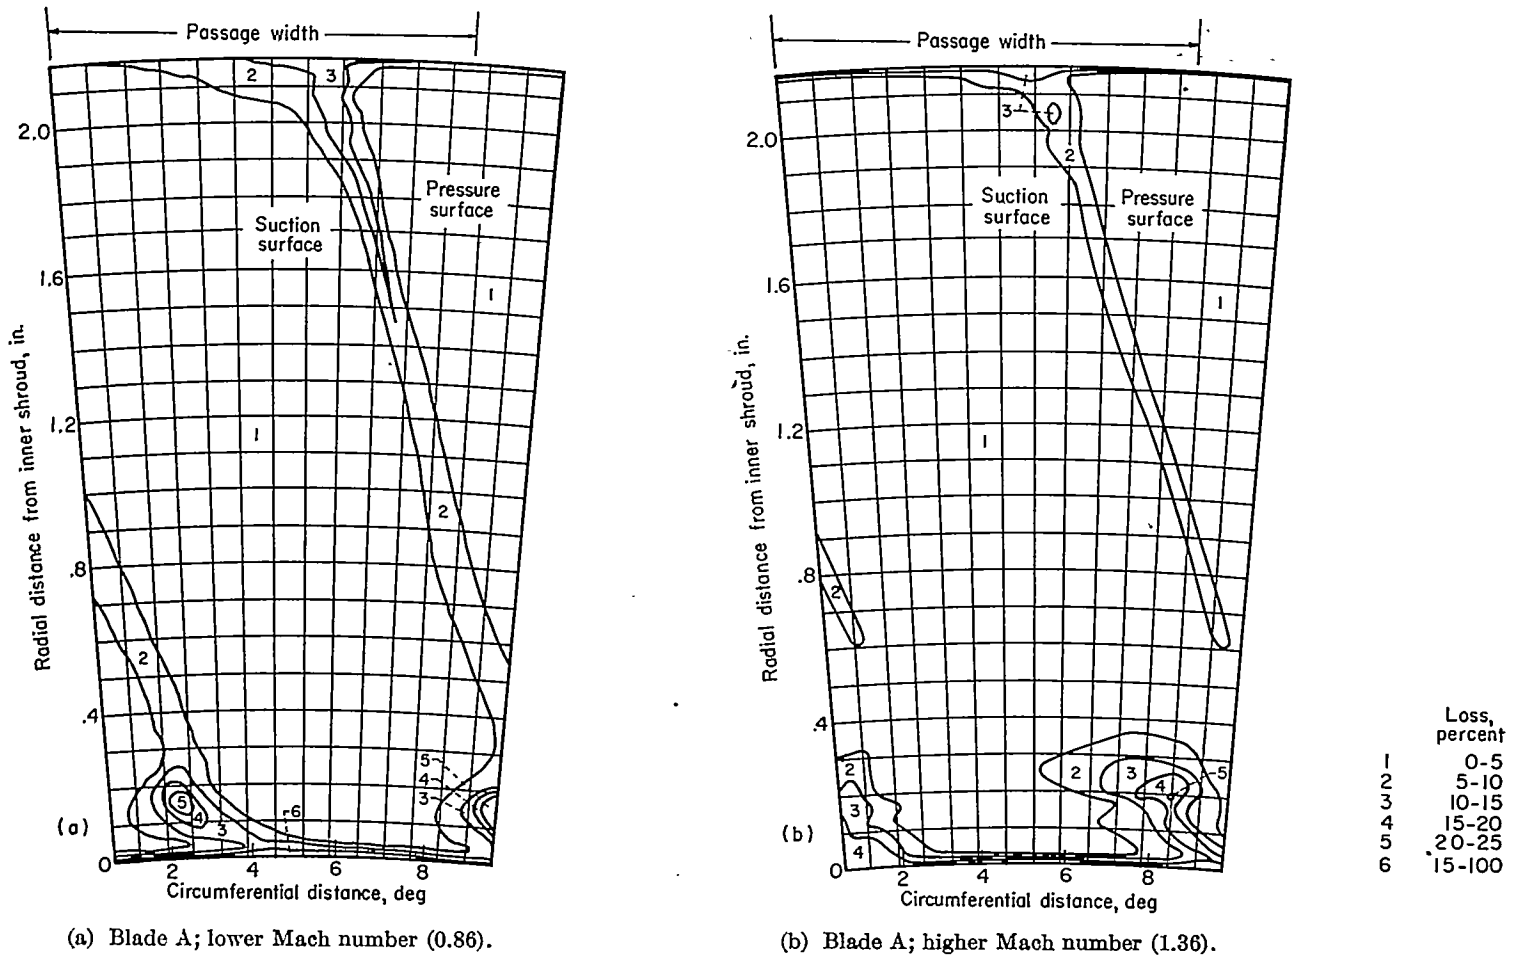 Passage width
2
3
2.0
Pressure
surface
Suction
surface
1.6
1
Radial distance from inner shroud, in.
1.2
1
.8
2
2
.4
5
4
3
5
4
3
6
(a)
0
2
4
6
8
Circumferential distance, deg
(a) Blade A; lower Mach number (0.86).
Passage width
3
2.0
2
Suction
surface
Pressure
surface
1.6
1
Radial distance from inner shroud, in.
1.2
1
.8
2
.4
2
3
4
2
3
4
5
(b)
0
2
4
6
8
Circumferential distance, deg
(b) Blade A; higher Mach number (1.36).
Loss,
percent
1 0-5
2 5-10
3 10-15
4 15-20
5 20-25
6 15-100